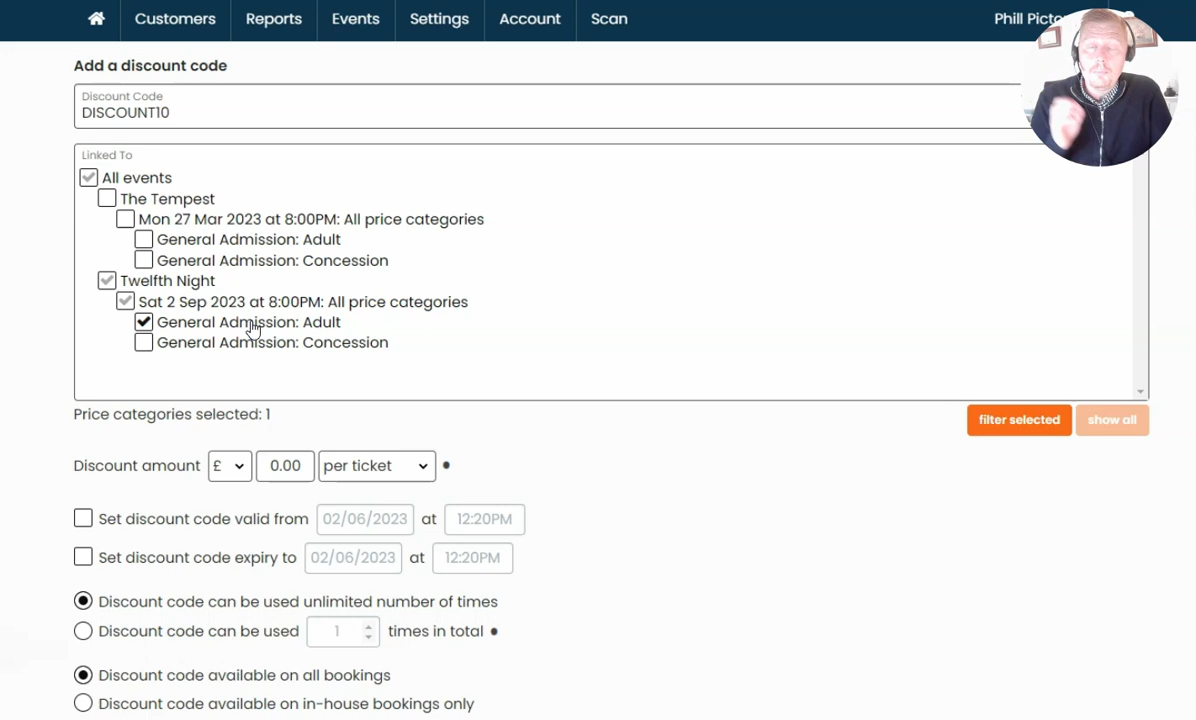 Customers Reports Events Settings Account Scan Phill Picto
Add a discount code
Discount Code
DISCOUNT10
Linked To
All events
The Tempest
Mon 27 Mar 2023 at 8:00PM: All price categories
General Admission: Adult
General Admission: Concession
Twelfth Night
Sat 2 Sep 2023 at 8:00PM: All price categories
General Admission: Adult
General Admission: Concession
Price categories selected: 1
filter selected show all
Discount amount £ 0.00 per ticket
Set discount code valid from 02/06/2023 at 12:20PM
Set discount code expiry to 02/06/2023 at 12:20PM
Discount code can be used unlimited number of times
Discount code can be used 1 times in total
Discount code available on all bookings
Discount code available on in-house bookings only